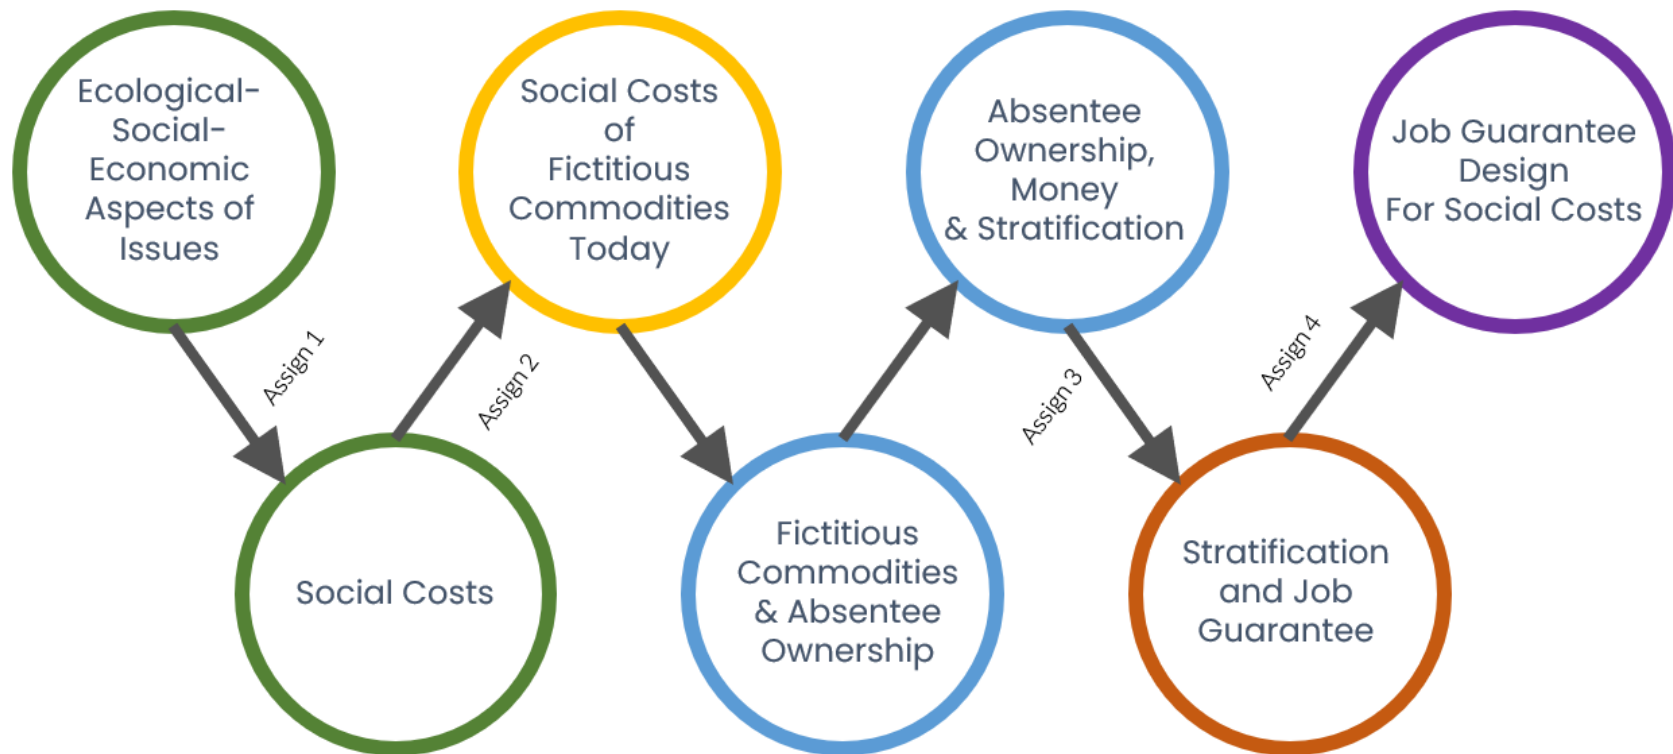 Ecological-
Social-
Economic
Aspects of
Issues
Assign 1
Social Costs
Assign 2
Social Costs
of
Fictitious
Commodities
Today
Fictitious
Commodities
& Absentee
Ownership
Absentee
Ownership,
Money
& Stratification
Assign 3
Stratification
and Job
Guarantee
Assign 4
Job Guarantee
Design
For Social Costs